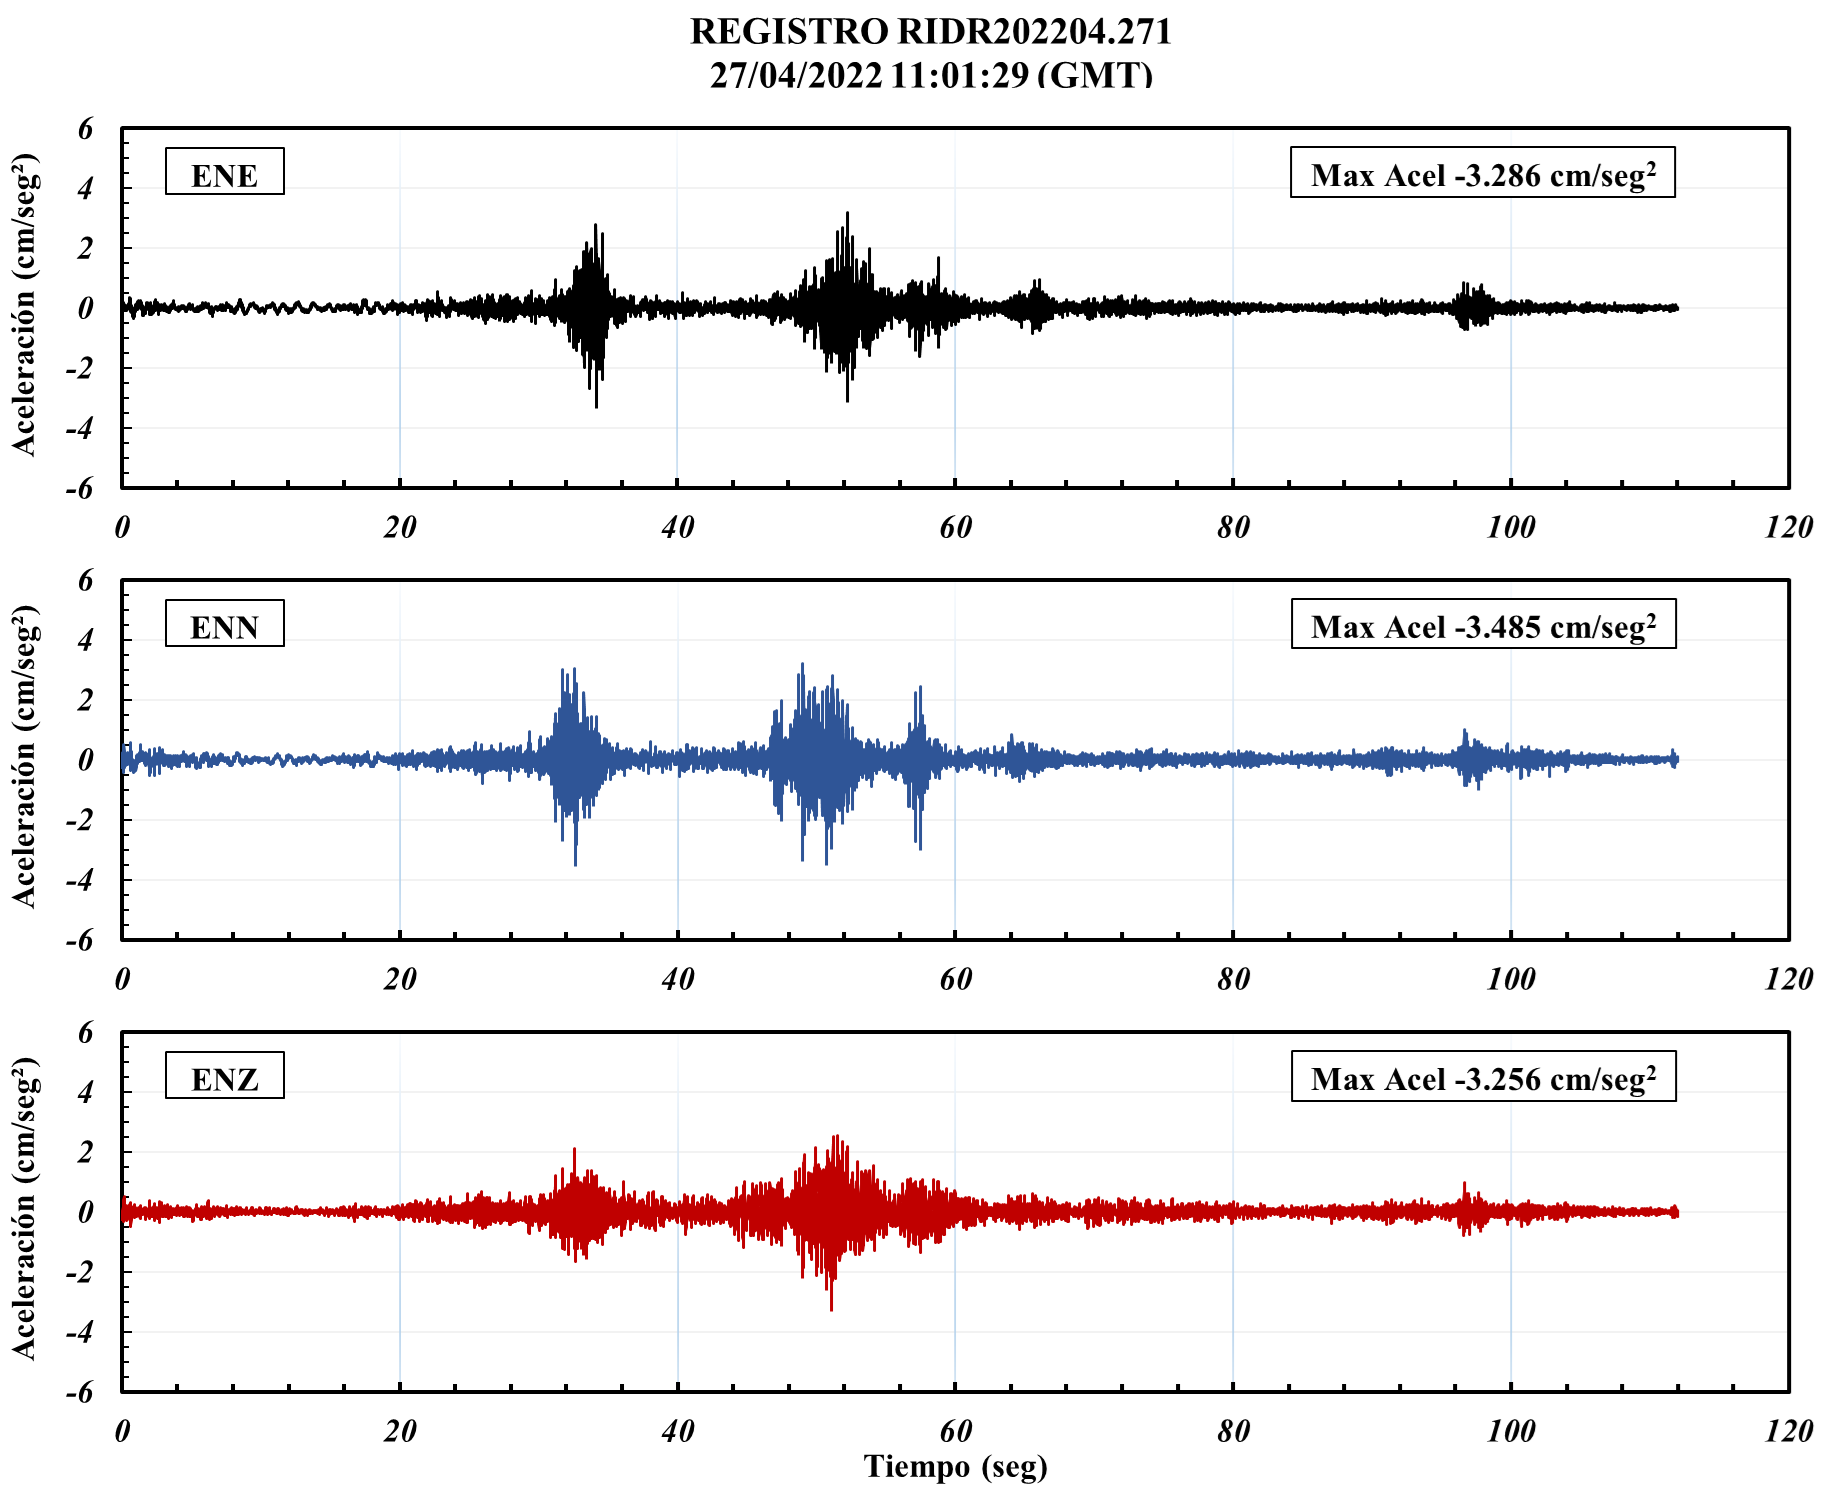 REGISTRO RIDR202204.271
27/04/2022 11:01:29 (GMT)
Aceleración (cm/seg²)
6
4
2
0
-2
-4
-6
ENE
Max Acel -3.286 cm/seg²
0 20 40 60 80 100 120
Aceleración (cm/seg²)
6
4
2
0
-2
-4
-6
ENN
Max Acel -3.485 cm/seg²
0 20 40 60 80 100 120
Aceleración (cm/seg²)
6
4
2
0
-2
-4
-6
ENZ
Max Acel -3.256 cm/seg²
0 20 40 60 80 100 120
Tiempo (seg)